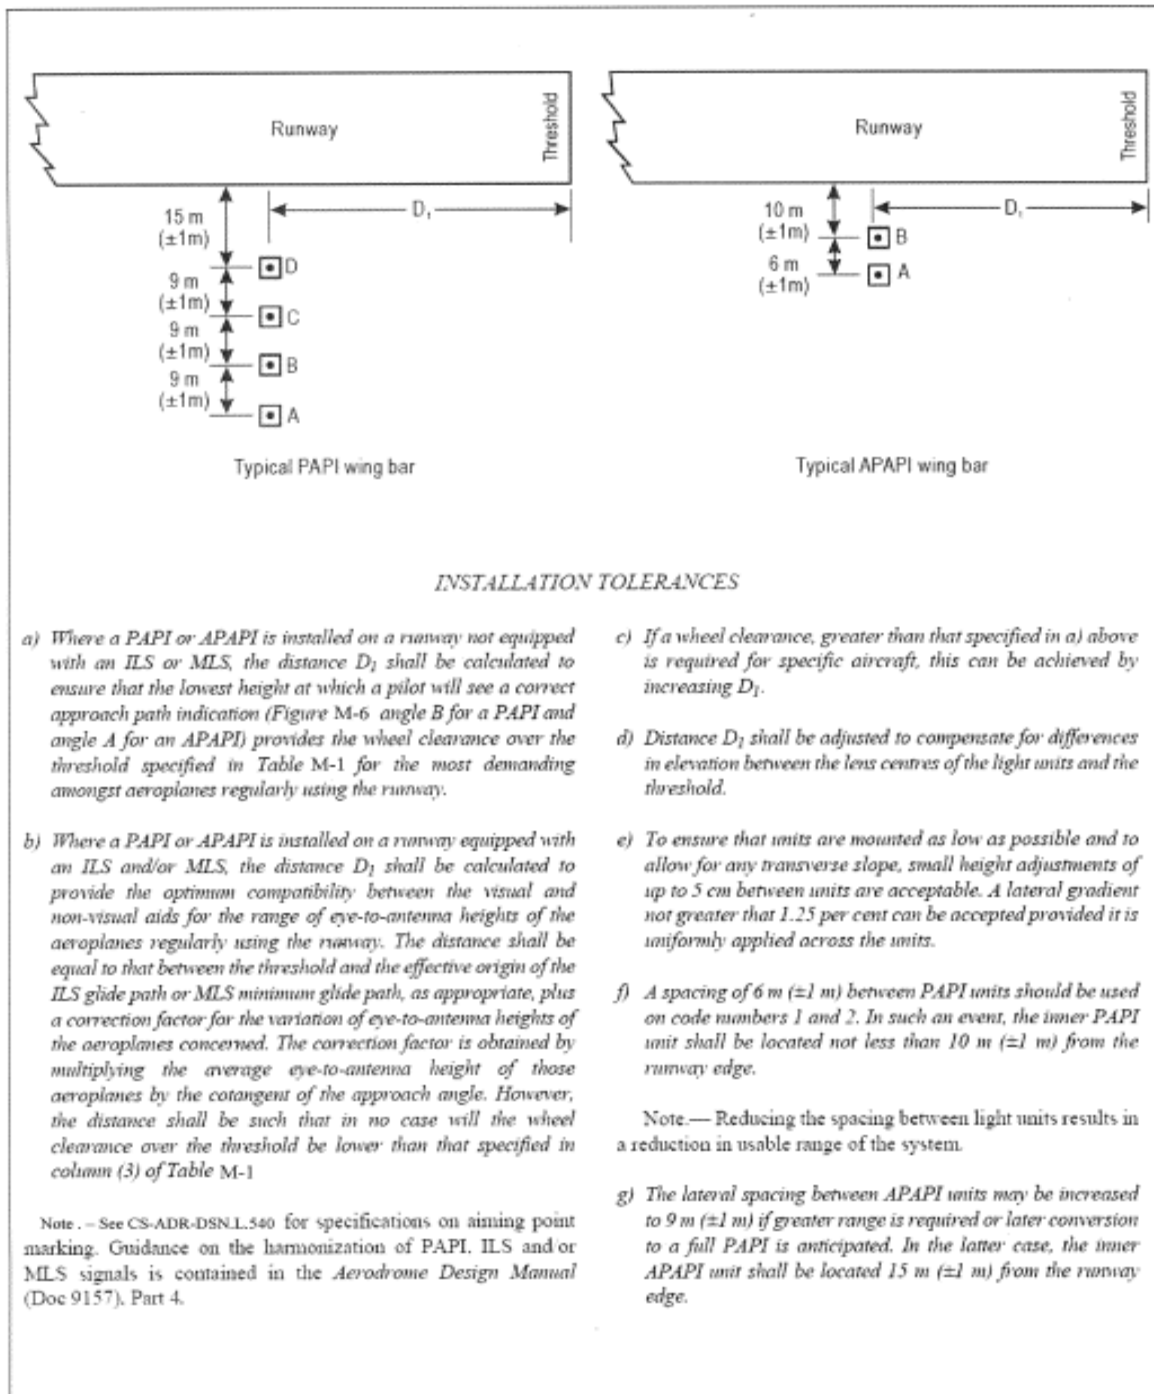 Runway
Threshold
15 m
(±1m)
D1
D
9 m
(±1m)
C
9 m
(±1m)
B
9 m
(±1m)
A
Typical PAPI wing bar
Runway
Threshold
10 m
(±1m)
D1
B
6 m
(±1m)
A
Typical APAPI wing bar
INSTALLATION TOLERANCES
a) Where a PAPI or APAPI is installed on a runway not equipped
with an ILS or MLS, the distance D1 shall be calculated to
ensure that the lowest height at which a pilot will see a correct
approach path indication (Figure M-6 angle B for a PAPI and
angle A for an APAPI) provides the wheel clearance over the
threshold specified in Table M-1 for the most demanding
amongst aeroplanes regularly using the runway.
b) Where a PAPI or APAPI is installed on a runway equipped with
an ILS and/or MLS, the distance D1 shall be calculated to
provide the optimum compatibility between the visual and
non-visual aids for the range of eye-to-antenna heights of the
aeroplanes regularly using the runway. The distance shall be
equal to that between the threshold and the effective origin of the
ILS glide path or MLS minimum glide path, as appropriate, plus
a correction factor for the variation of eye-to-antenna heights of
the aeroplanes concerned. The correction factor is obtained by
multiplying the average eye-to-antenna height of those
aeroplanes by the cotangent of the approach angle. However,
the distance shall be such that in no case will the wheel
clearance over the threshold be lower than that specified in
column (3) of Table M-1
Note . – See CS-ADR-DSN.L.540 for specifications on aiming point
marking. Guidance on the harmonization of PAPI. ILS and/or
MLS signals is contained in the Aerodrome Design Manual
(Doc 9157). Part 4.
c) If a wheel clearance, greater than that specified in a) above
is required for specific aircraft, this can be achieved by
increasing D1.
d) Distance D1 shall be adjusted to compensate for differences
in elevation between the lens centres of the light units and the
threshold.
e) To ensure that units are mounted as low as possible and to
allow for any transverse slope, small height adjustments of
up to 5 cm between units are acceptable. A lateral gradient
not greater that 1.25 per cent can be accepted provided it is
uniformly applied across the units.
f) A spacing of 6 m (±1 m) between PAPI units should be used
on code numbers 1 and 2. In such an event, the inner PAPI
unit shall be located not less than 10 m (±1 m) from the
runway edge.
Note.— Reducing the spacing between light units results in
a reduction in usable range of the system.
g) The lateral spacing between APAPI units may be increased
to 9 m (±1 m) if greater range is required or later conversion
to a full PAPI is anticipated. In the latter case, the inner
APAPI unit shall be located 15 m (±1 m) from the runway
edge.